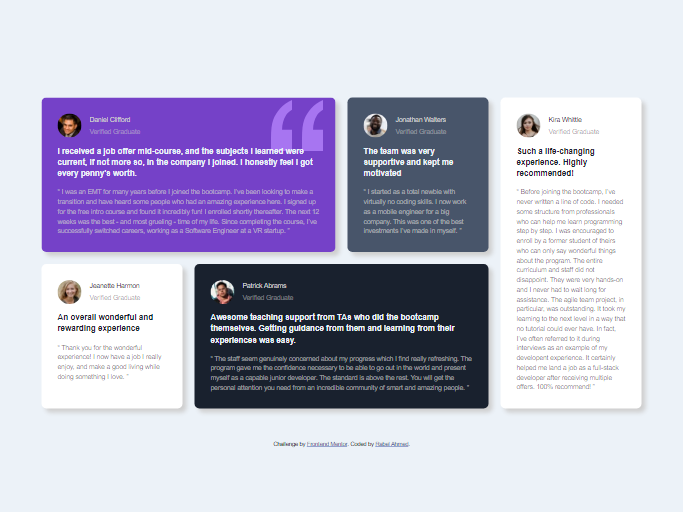 Daniel Clifford
Verified Graduate
I received a job offer mid-course, and the subjects I learned were
current, if not more so, in the company I joined. I honestly feel I got
every penny's worth.
" I was an EMT for many years before I joined the bootcamp. I've been looking to make a
transition and have heard some people who had an amazing experience here. I signed up
for the free intro course and found it incredibly fun! I enrolled shortly thereafter. The next 12
weeks was the best - and most grueling - time of my life. Since completing the course, I've
successfully switched careers, working as a Software Engineer at a VR startup. "
Jonathan Walters
Verified Graduate
The team was very
supportive and kept me
motivated
" I started as a total newbie with
virtually no coding skills. I now work
as a mobile engineer for a big
company. This was one of the best
investments I've made in myself. "
Kira Whittle
Verified Graduate
Such a life-changing
experience. Highly
recommended!
" Before joining the bootcamp, I've
never written a line of code. I needed
some structure from professionals
who can help me learn programming
step by step. I was encouraged to
enroll by a former student of theirs
who can only say wonderful things
about the program. The entire
curriculum and staff did not
disappoint. They were very hands-on
and I never had to wait long for
assistance. The agile team project, in
particular, was outstanding. It took my
learning to the next level in a way that
no tutorial could ever have. In fact,
I've often referred to it during
interviews as an example of my
developent experience. It certainly
helped me land a job as a full-stack
developer after receiving multiple
offers. 100% recommend! "
Jeanette Harmon
Verified Graduate
An overall wonderful and
rewarding experience
" Thank you for the wonderful
experience! I now have a job I really
enjoy, and make a good living while
doing something I love. "
Patrick Abrams
Verified Graduate
Awesome teaching support from TAs who did the bootcamp
themselves. Getting guidance from them and learning from their
experiences was easy.
" The staff seem genuinely concerned about my progress which I find really refreshing. The
program gave me the confidence necessary to be able to go out in the world and present
myself as a capable junior developer. The standard is above the rest. You will get the
personal attention you need from an incredible community of smart and amazing people. "
Challenge by Frontend Mentor. Coded by Habel Ahmed.